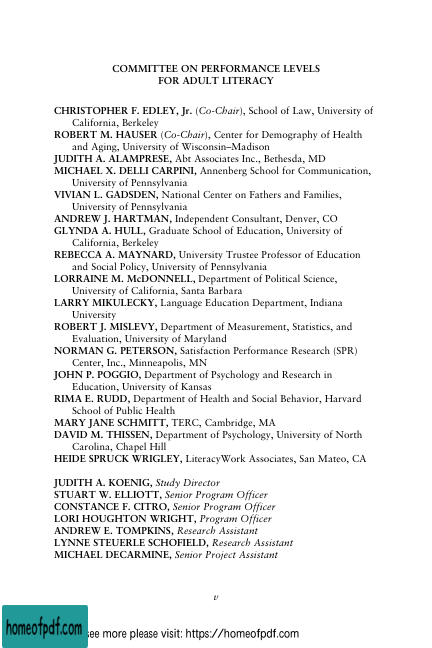 COMMITTEE ON PERFORMANCE LEVELS
FOR ADULT LITERACY
CHRISTOPHER F. EDLEY, Jr. (Co-Chair), School of Law, University of
California, Berkeley
ROBERT M. HAUSER (Co-Chair), Center for Demography of Health
and Aging, University of Wisconsin–Madison
JUDITH A. ALAMPRESE, Abt Associates Inc., Bethesda, MD
MICHAEL X. DELLI CARPINI, Annenberg School for Communication,
University of Pennsylvania
VIVIAN L. GADSDEN, National Center on Fathers and Families,
University of Pennsylvania
ANDREW J. HARTMAN, Independent Consultant, Denver, CO
GLYNDA A. HULL, Graduate School of Education, University of
California, Berkeley
REBECCA A. MAYNARD, University Trustee Professor of Education
and Social Policy, University of Pennsylvania
LORRAINE M. McDONNELL, Department of Political Science,
University of California, Santa Barbara
LARRY MIKULECKY, Language Education Department, Indiana
University
ROBERT J. MISLEVY, Department of Measurement, Statistics, and
Evaluation, University of Maryland
NORMAN G. PETERSON, Satisfaction Performance Research (SPR)
Center, Inc., Minneapolis, MN
JOHN P. POGGIO, Department of Psychology and Research in
Education, University of Kansas
RIMA E. RUDD, Department of Health and Social Behavior, Harvard
School of Public Health
MARY JANE SCHMITT, TERC, Cambridge, MA
DAVID M. THISSEN, Department of Psychology, University of North
Carolina, Chapel Hill
HEIDE SPRUCK WRIGLEY, LiteracyWork Associates, San Mateo, CA
JUDITH A. KOENIG, Study Director
STUART W. ELLIOTT, Senior Program Officer
CONSTANCE F. CITRO, Senior Program Officer
LORI HOUGHTON WRIGHT, Program Officer
ANDREW E. TOMPKINS, Research Assistant
LYNNE STEUERLE SCHOFIELD, Research Assistant
MICHAEL DECARMINE, Senior Project Assistant
v
homeofpdf.com
see more please visit: https://homeofpdf.com